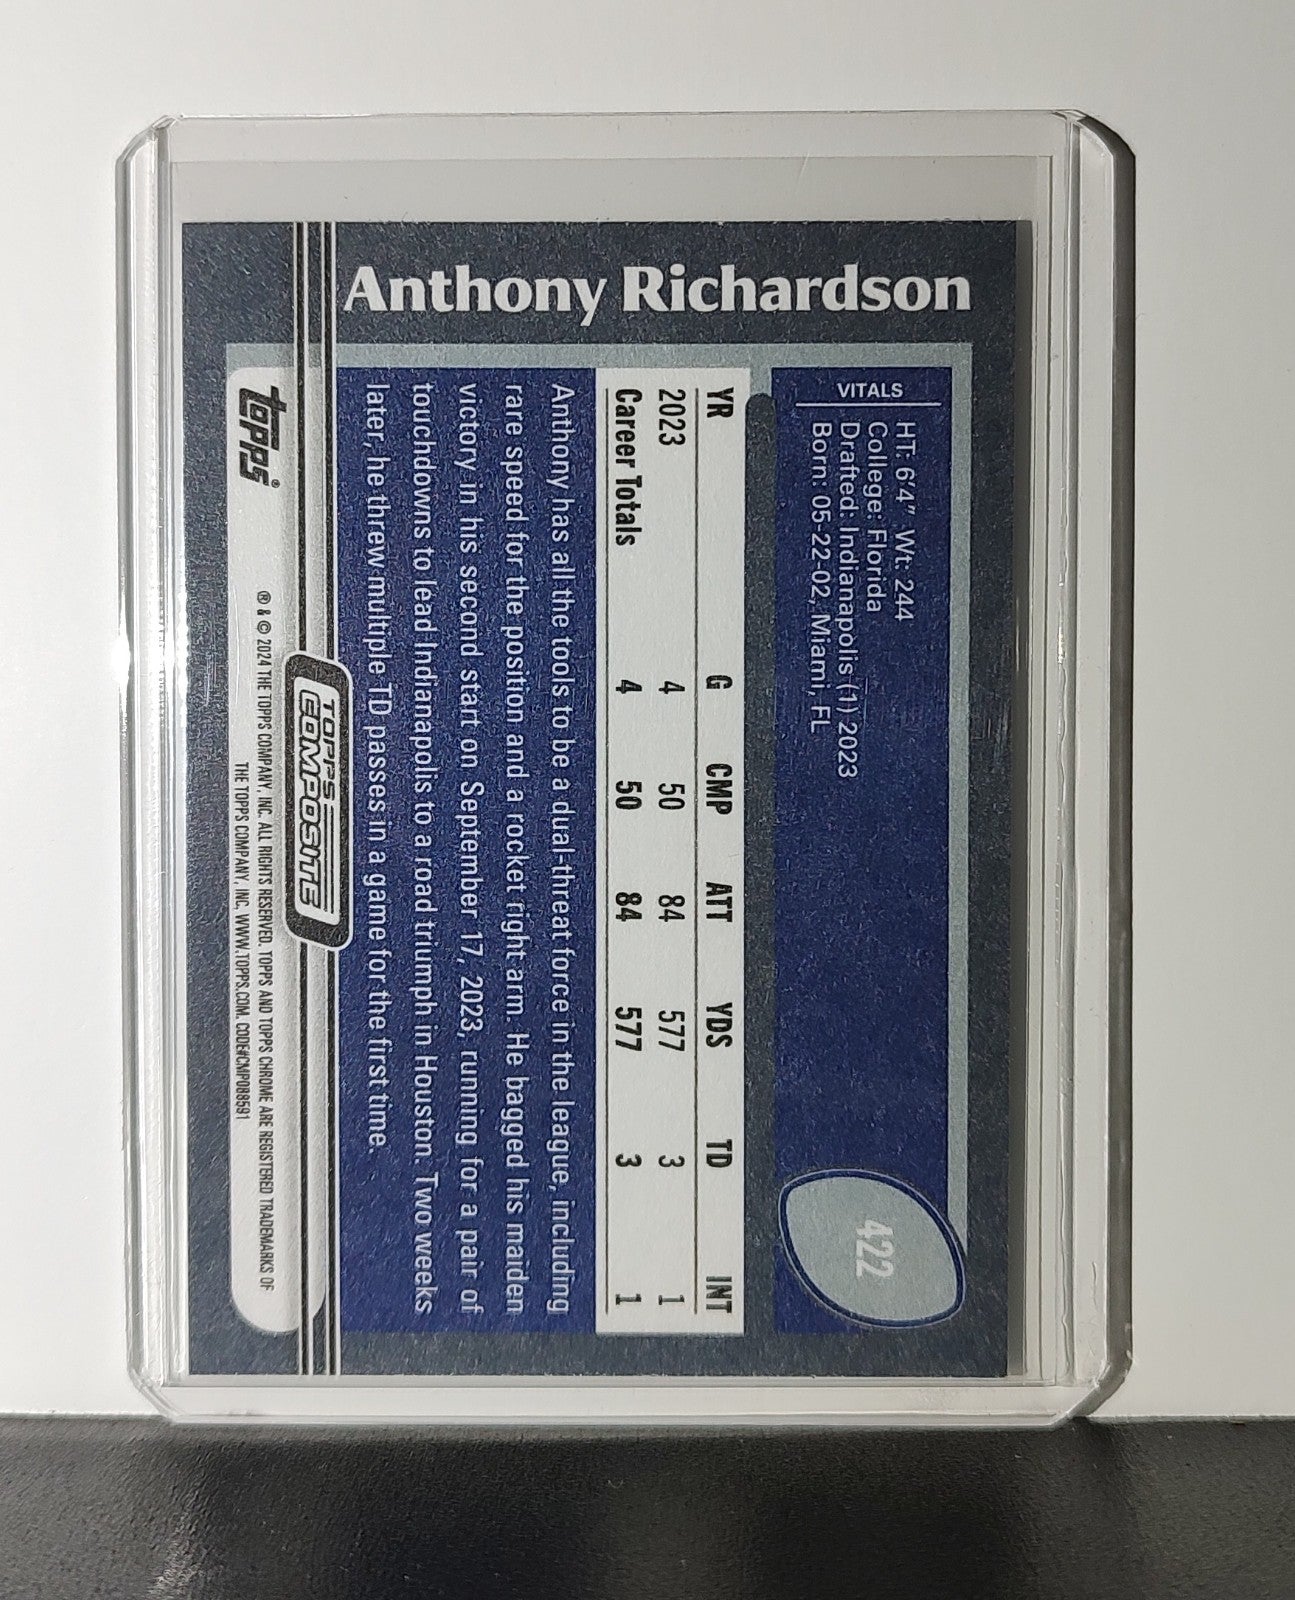 Anthony Richardson
VITALS
HT: 6'4" Wt: 244
College: Florida
Drafted: Indianapolis (1) 2023
Born: 05-22-02, Miami, FL
422
YR G CMP ATT YDS TD INT
2023 4 50 84 577 3 1
Career Totals 4 50 84 577 3 1
Anthony has all the tools to be a dual-threat force in the league, including
rare speed for the position and a rocket right arm. He bagged his maiden
victory in his second start on September 17, 2023, running for a pair of
touchdowns to lead Indianapolis to a road triumph in Houston. Two weeks
later, he threw multiple TD passes in a game for the first time.
TOPPS
COMPOSITE
topps®
® & © 2024 THE TOPPS COMPANY, INC. ALL RIGHTS RESERVED. TOPPS AND TOPPS CHROME ARE REGISTERED TRADEMARKS OF
THE TOPPS COMPANY, INC. WWW.TOPPS.COM. CODE#CMP088591